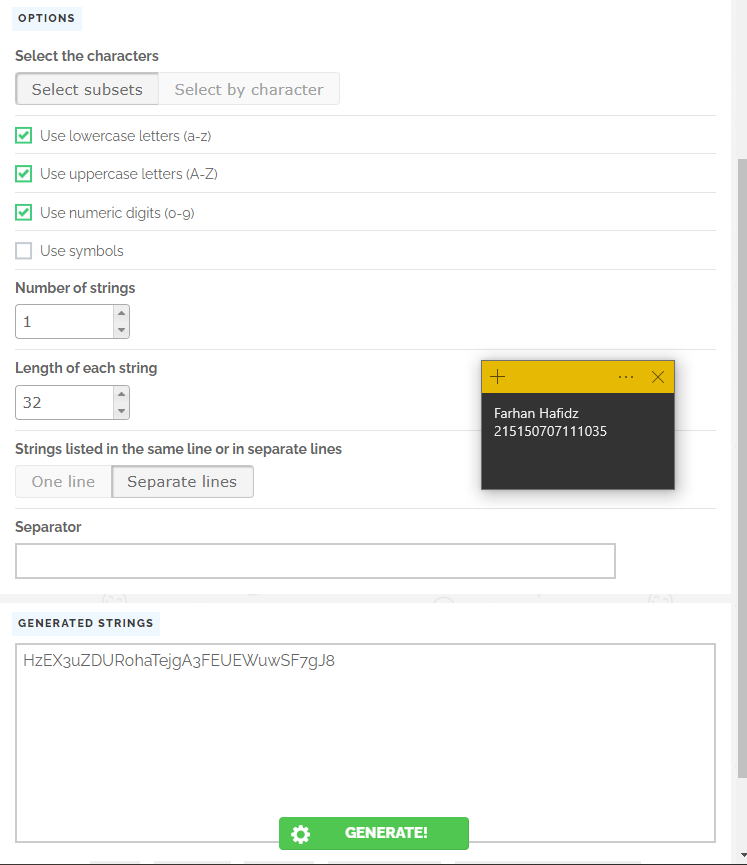 OPTIONS
Select the characters
Select subsets Select by character
Use lowercase letters (a-z)
Use uppercase letters (A-Z)
Use numeric digits (0-9)
Use symbols
Number of strings
1
Length of each string
32
Farhan Hafidz
215150707111035
Strings listed in the same line or in separate lines
One line Separate lines
Separator
GENERATED STRINGS
HzEX3uZDURohaTejgA3FEUEWuwSF7gJ8
GENERATE!